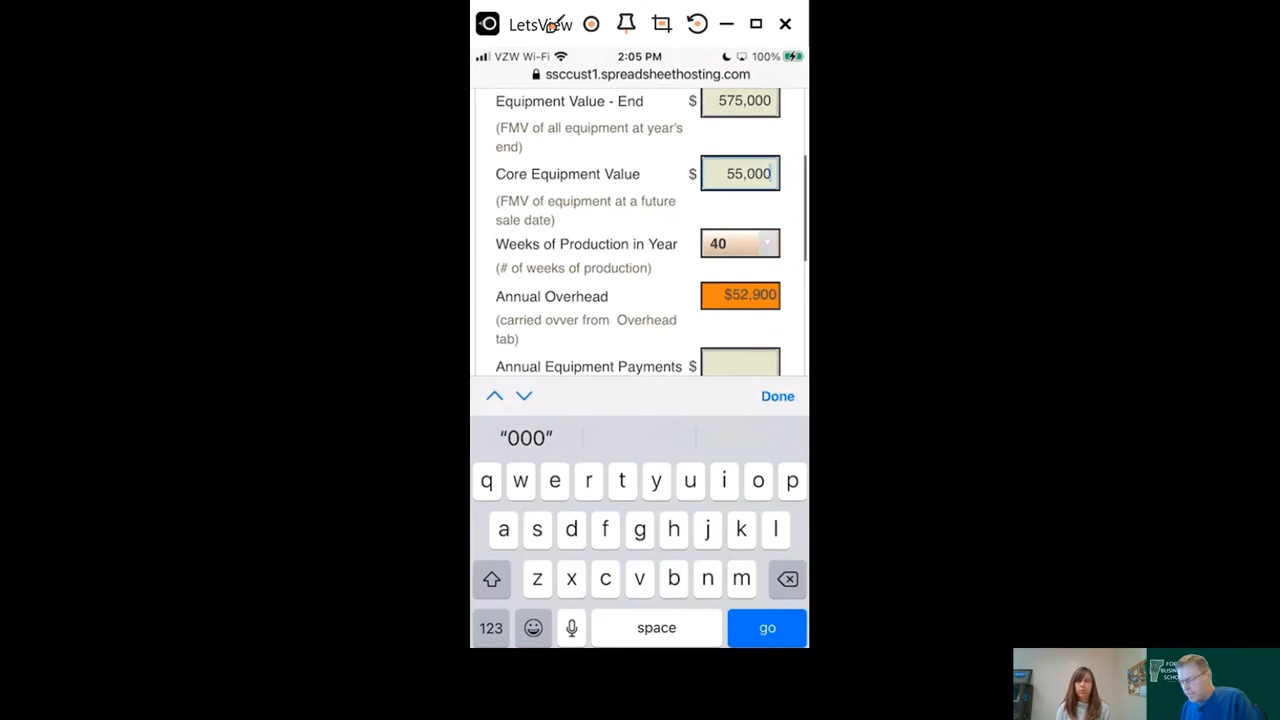 LetsView
VZW Wi-Fi 2:05 PM 100%
ssccust1.spreadsheethosting.com
Equipment Value - End $ 575,000
(FMV of all equipment at year's
end)
Core Equipment Value $ 55,000
(FMV of equipment at a future
sale date)
Weeks of Production in Year 40
(# of weeks of production)
Annual Overhead $52,900
(carried ovver from Overhead
tab)
Annual Equipment Payments $
Done
“000”
q w e r t y u i o p
a s d f g h j k l
z x c v b n m
123 space go